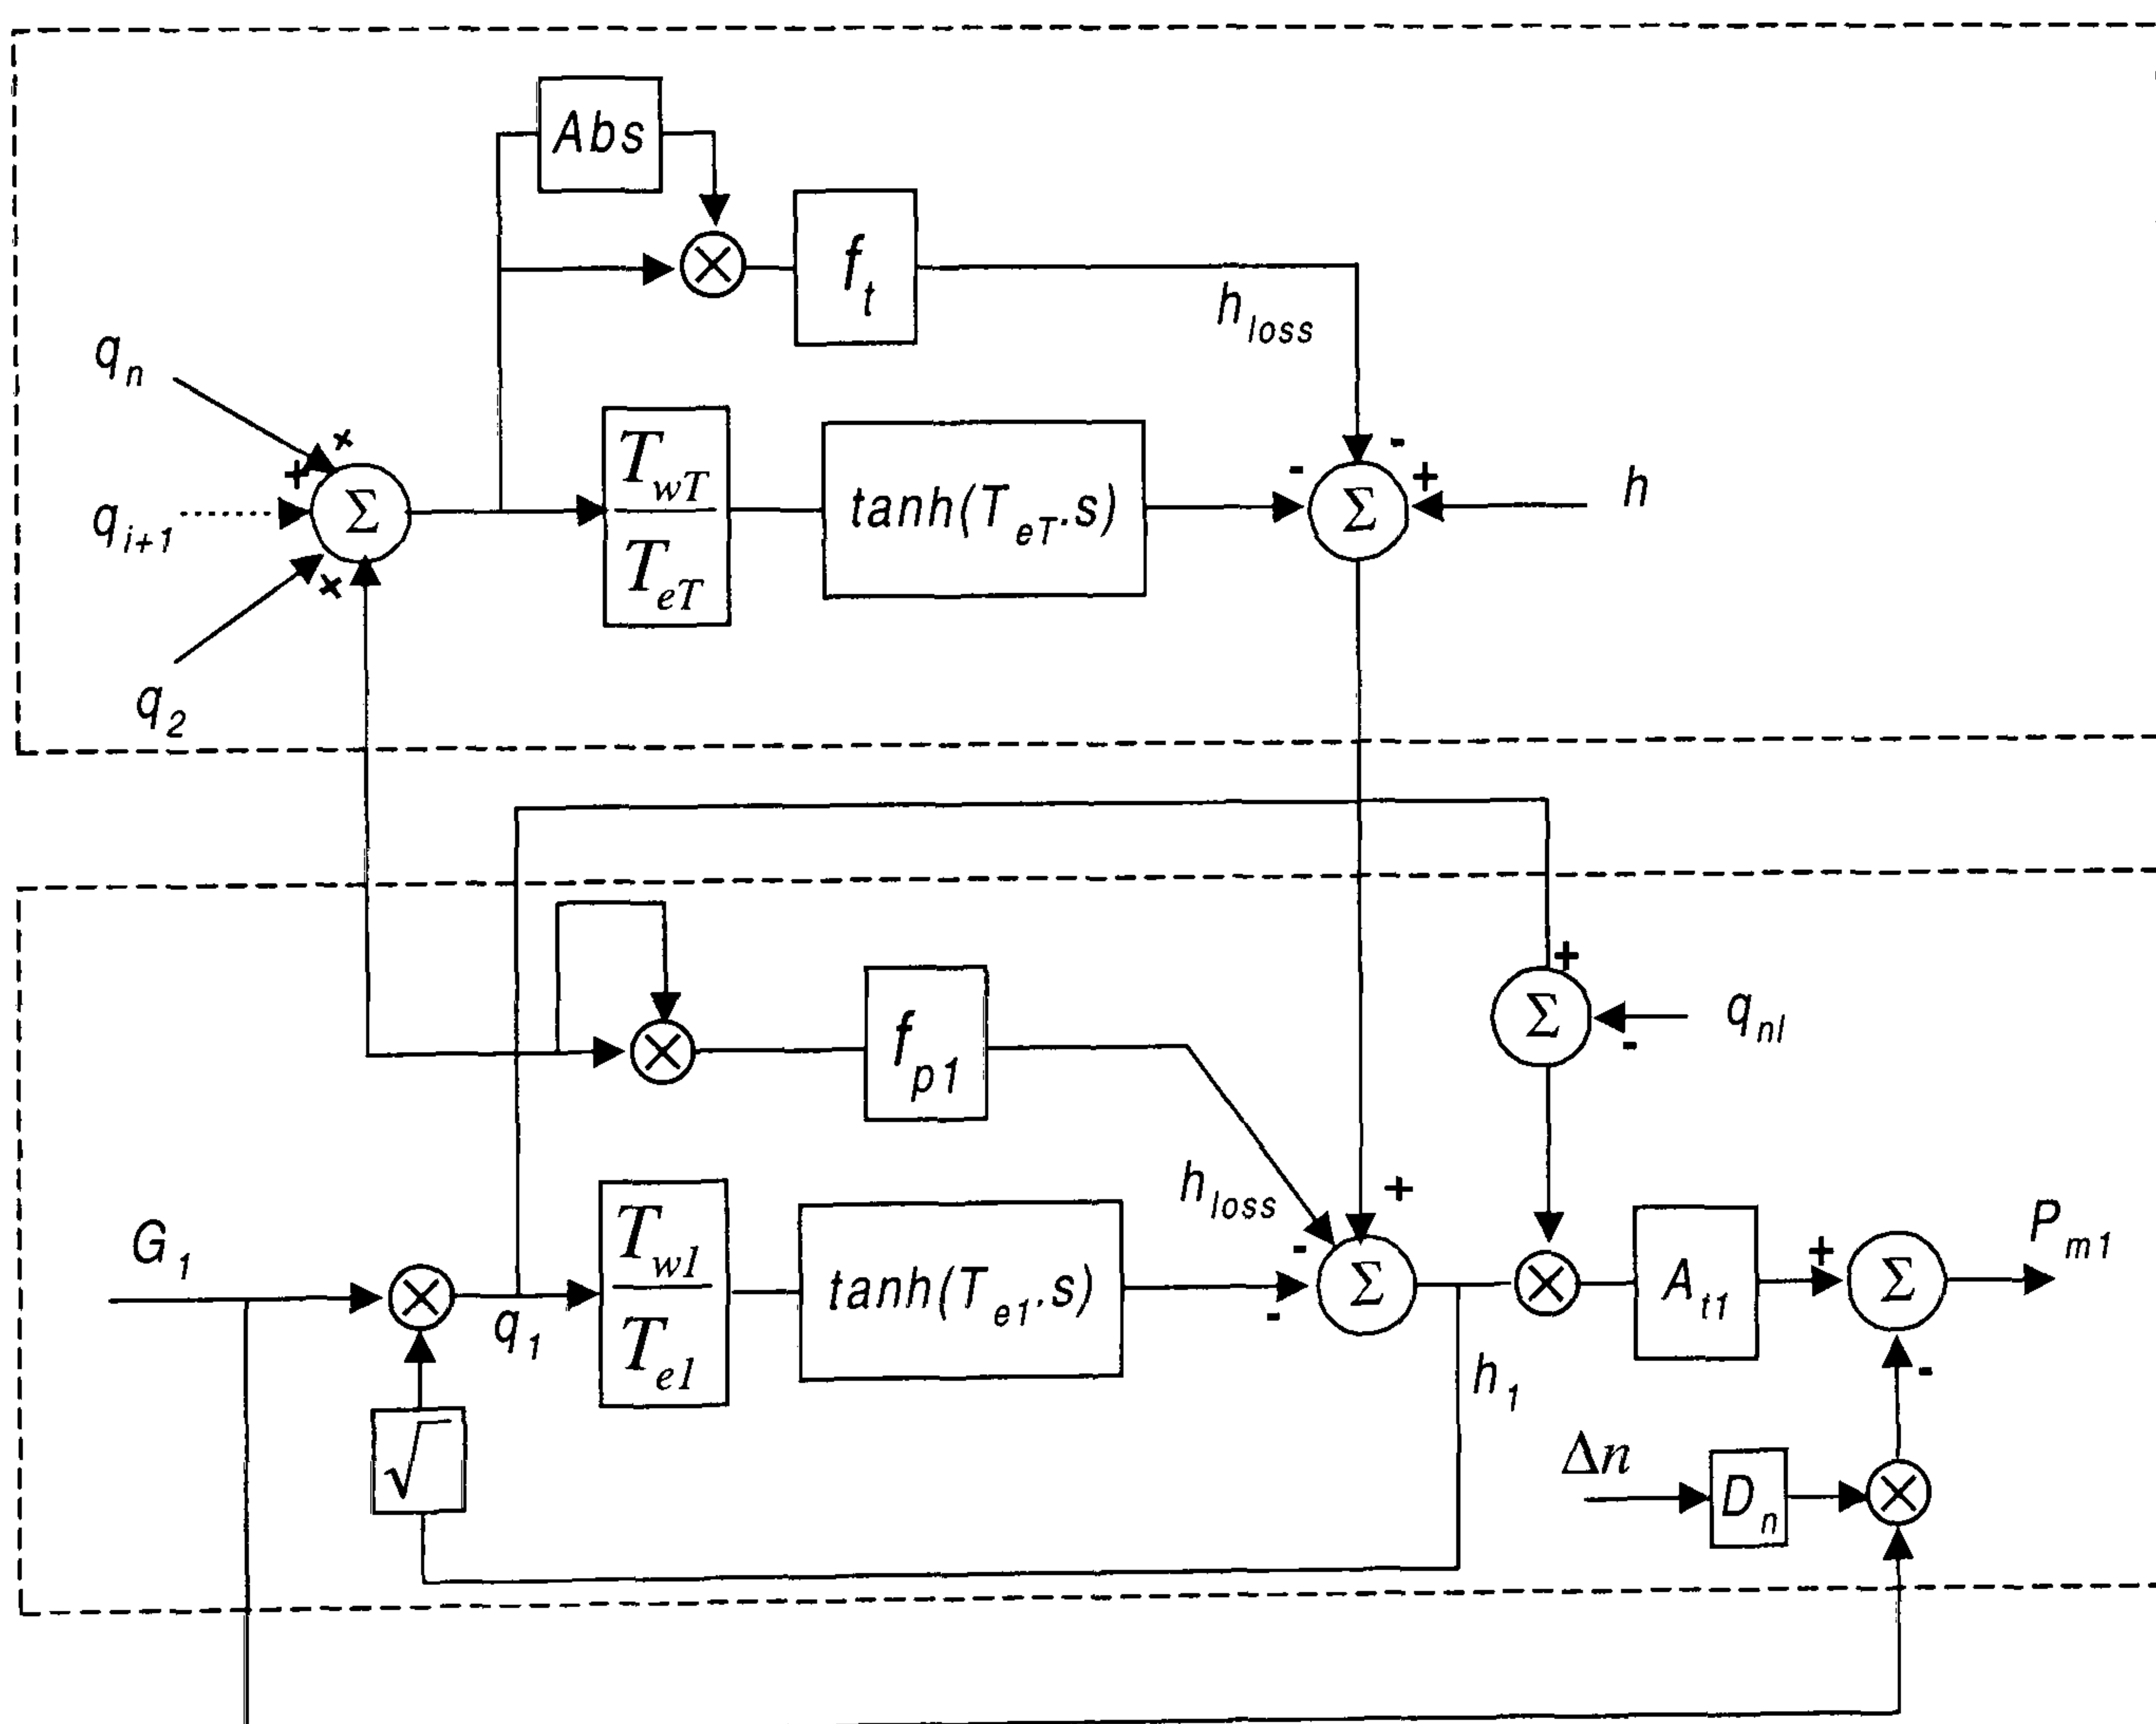 Abs
f_t
h_loss
q_n
+
+
q_{i+1}
Σ
T_wT
T_eT
tanh(T_eT.s)
-
-
+
Σ
h
+
q_2
+
Σ
q_nl
-
f_p1
h_loss
+
-
-
G_1
q_1
T_w1
T_e1
tanh(T_e1.s)
Σ
h_1
A_t1
+
Σ
P_m1
-
√
Δn
D_n